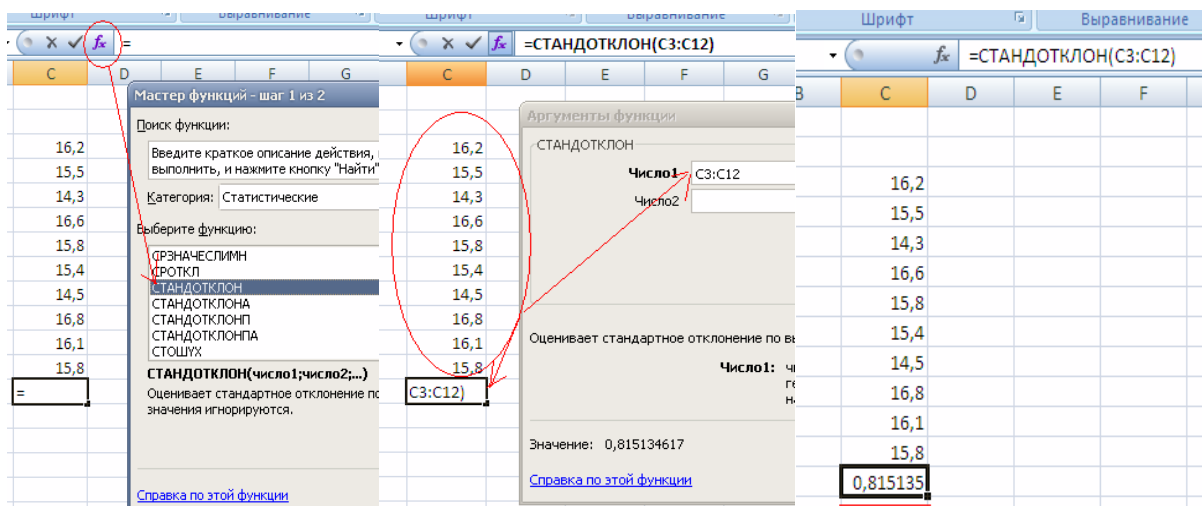 Шрифт
Выравнивание
fx =
C D E F G
Мастер функций - шаг 1 из 2
Поиск функции:
Введите краткое описание действия,
выполнить, и нажмите кнопку "Найти"
Категория: Статистические
Выберите функцию:
СРЗНАЧЕСЛИМН
СРОТКЛ
СТАНДОТКЛОН
СТАНДОТКЛОНА
СТАНДОТКЛОНП
СТАНДОТКЛОНПА
СТОШYX
СТАНДОТКЛОН(число1;число2;...)
Оценивает стандартное отклонение по
значения игнорируются.
Справка по этой функции
16,2
15,5
14,3
16,6
15,8
15,4
14,5
16,8
16,1
15,8
=
Шрифт
Выравнивание
fx =СТАНДОТКЛОН(C3:C12)
C D E F G
Аргументы функции
СТАНДОТКЛОН
Число1 C3:C12
Число2
Оценивает стандартное отклонение по вы
Число1:
Значение: 0,815134617
Справка по этой функции
16,2
15,5
14,3
16,6
15,8
15,4
14,5
16,8
16,1
15,8
C3:C12)
Шрифт
Выравнивание
fx =СТАНДОТКЛОН(C3:C12)
B C D E F
16,2
15,5
14,3
16,6
15,8
15,4
14,5
16,8
16,1
15,8
0,815135